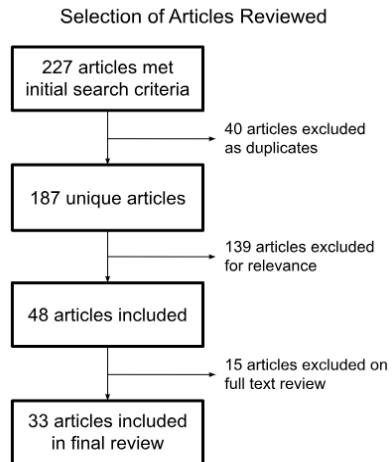 Selection of Articles Reviewed
227 articles met
initial search criteria
40 articles excluded
as duplicates
187 unique articles
139 articles excluded
for relevance
48 articles included
15 articles excluded on
full text review
33 articles included
in final review